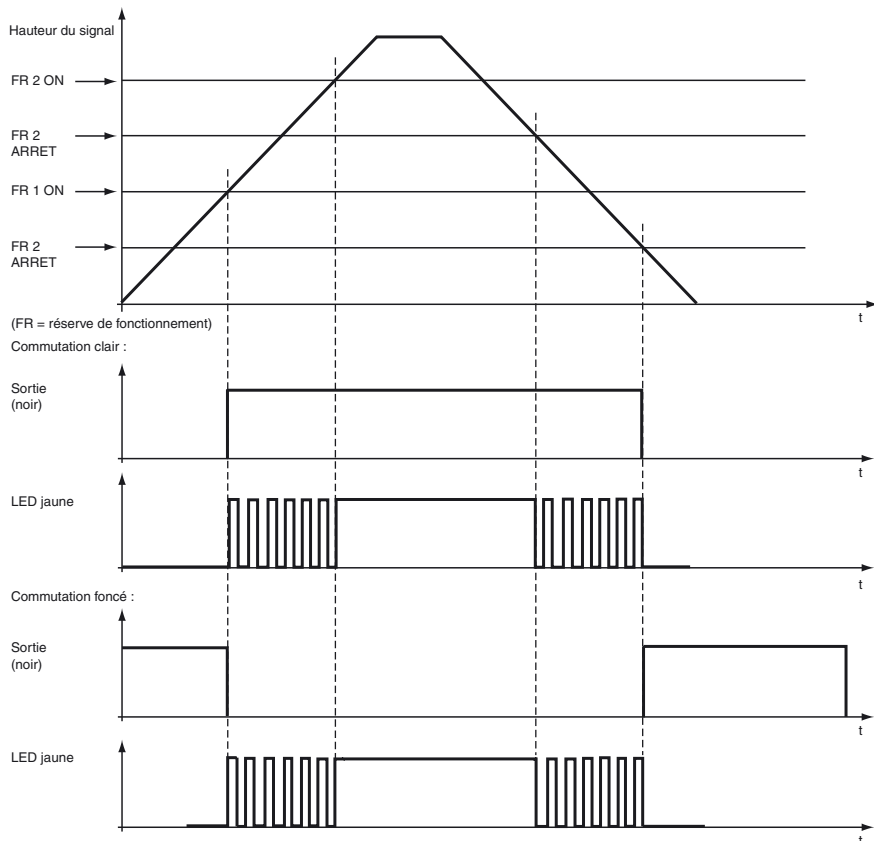 Hauteur du signal
FR 2 ON
FR 2
ARRET
FR 1 ON
FR 2
ARRET
t
(FR = réserve de fonctionnement)
Commutation clair :
Sortie
(noir)
t
LED jaune
t
Commutation foncé :
Sortie
(noir)
t
LED jaune
t